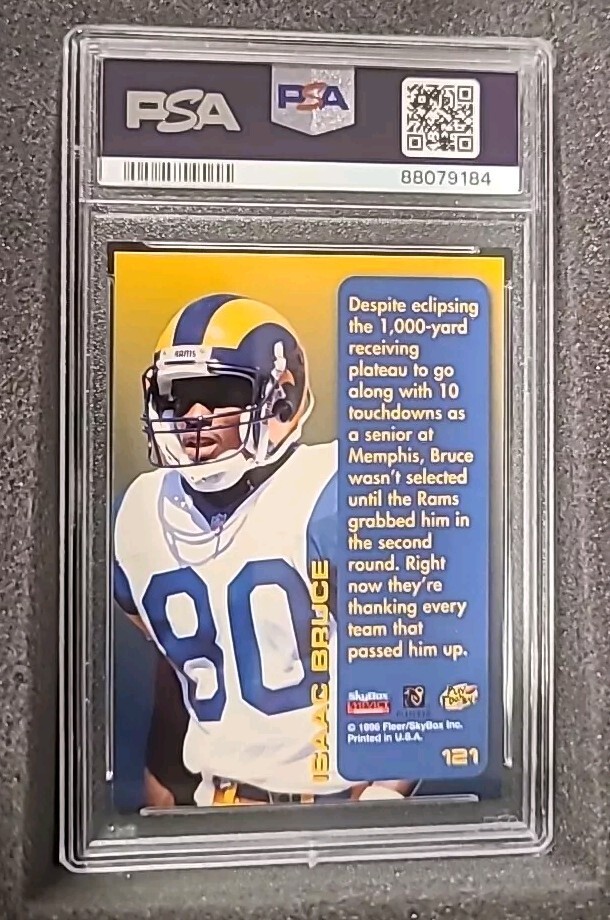 PSA
PSA
88079184
RAMS
80
ISAAC BRUCE
Despite eclipsing
the 1,000-yard
receiving
plateau to go
along with 10
touchdowns as
a senior at
Memphis, Bruce
wasn't selected
until the Rams
grabbed him in
the second
round. Right
now they're
thanking every
team that
passed him up.
SkyBox
© 1996 Fleer/SkyBox Inc.
Printed in U.S.A.
121